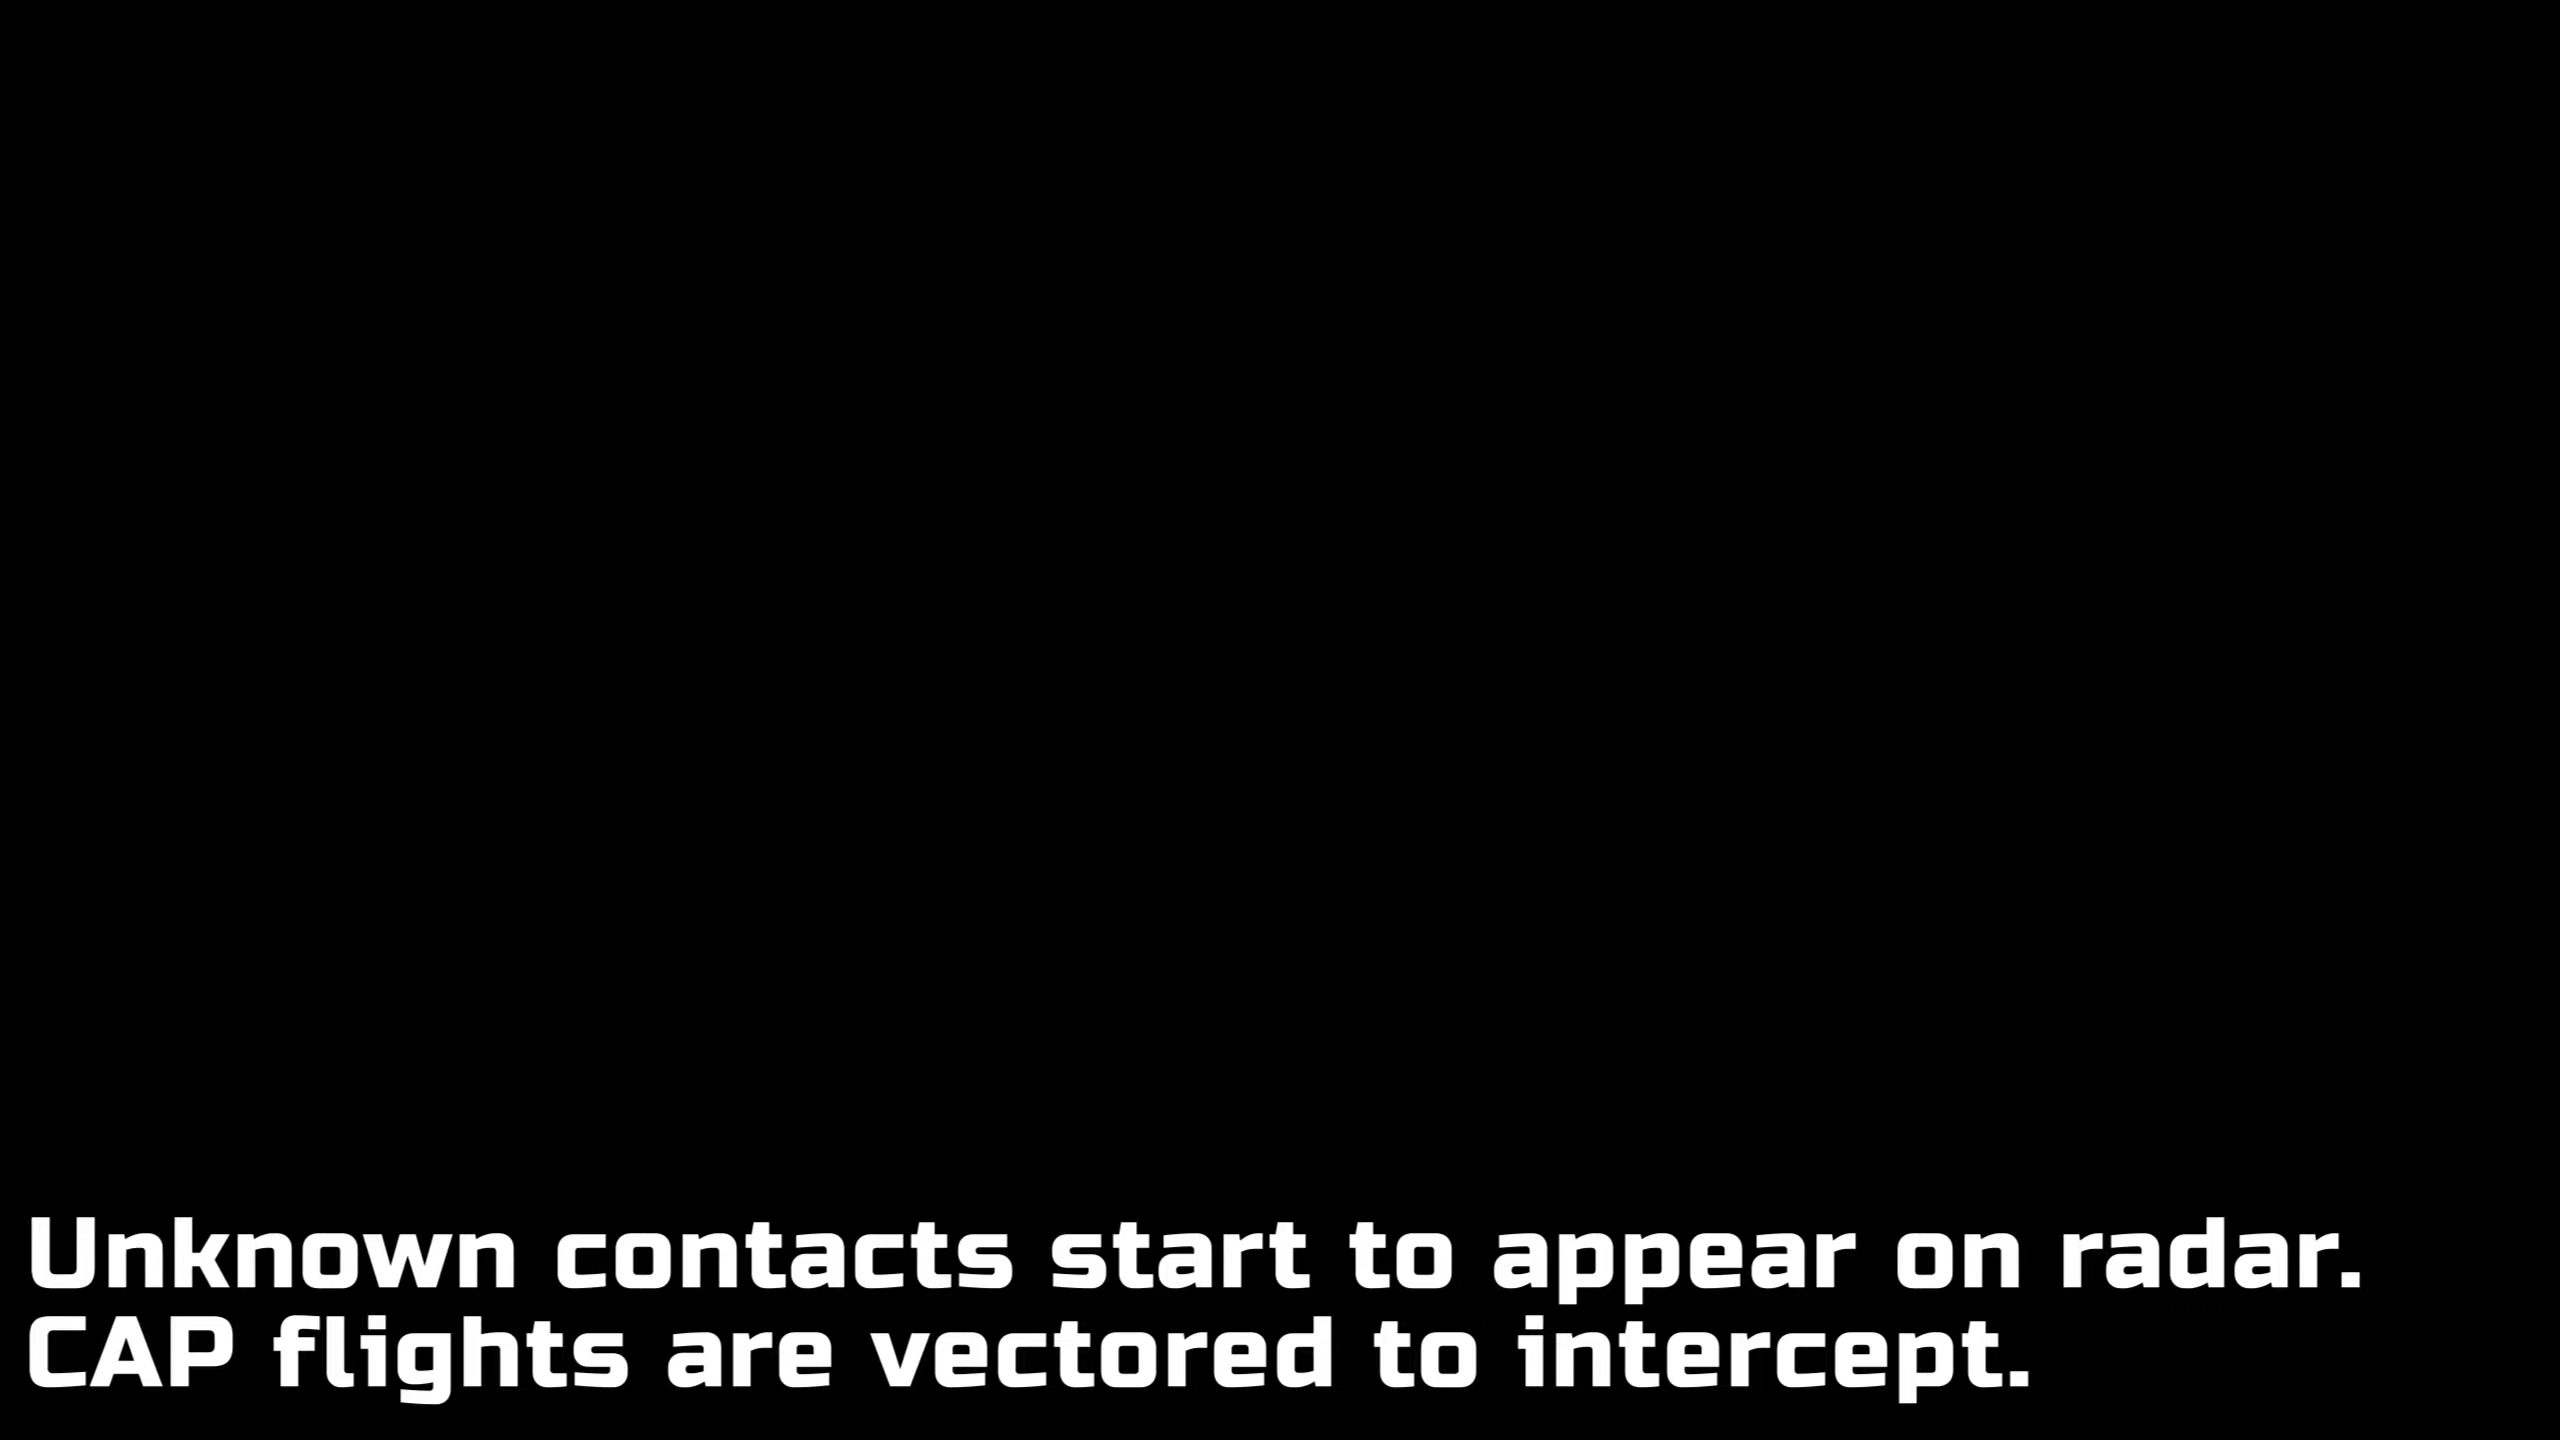 Unknown contacts start to appear on radar.
CAP flights are vectored to intercept.